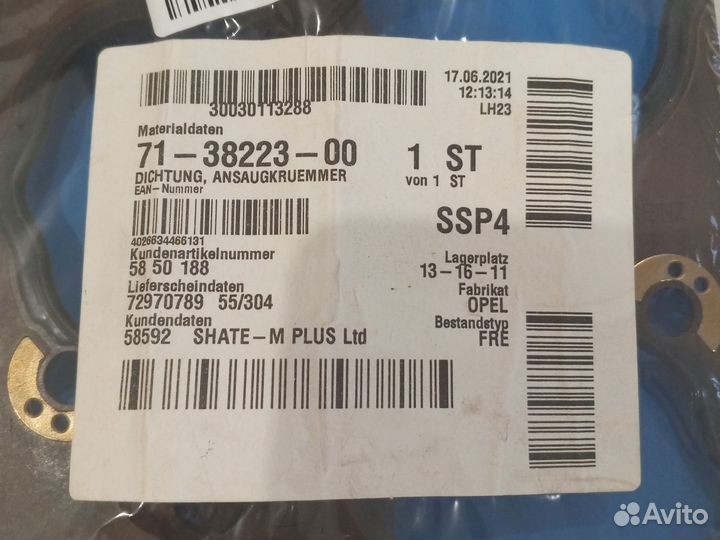 17.06.2021
12:13:14
LH23
30030113288
Materialdaten
71-38223-00 1 ST
DICHTUNG, ANSAUGKRUEMMER von 1 ST
EAN-Nummer
SSP4
4026634466131
Kundenartikelnummer Lagerplatz
58 50 188 13-16-11
Lieferscheindaten Fabrikat
72970789 55/304 OPEL
Kundendaten Bestandstyp
58592 SHATE-M PLUS Ltd FRE
Avito